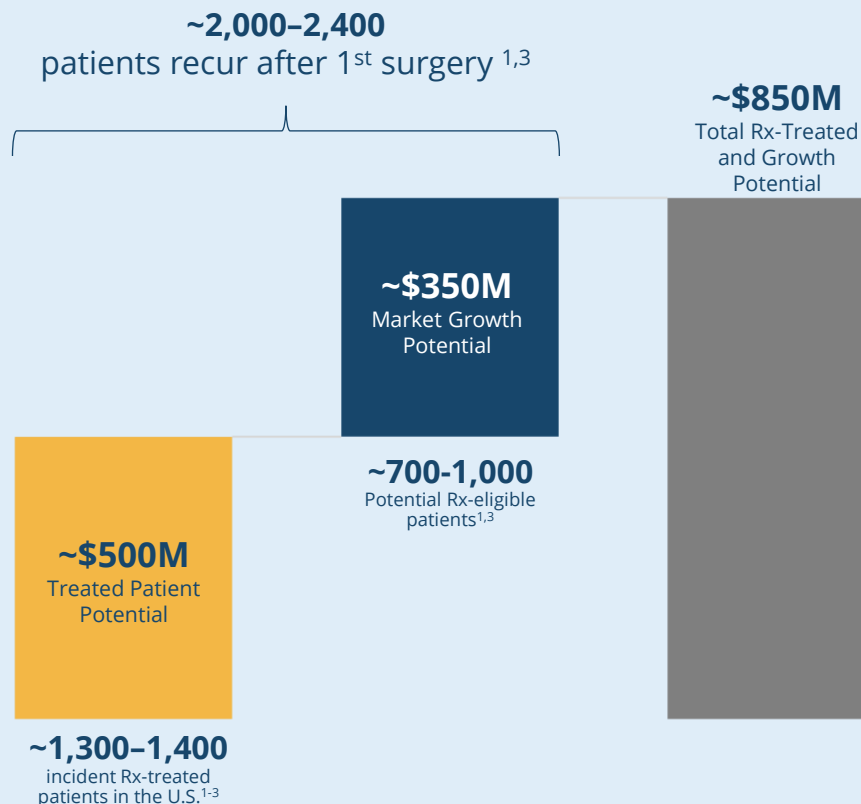 ~2,000–2,400
patients recur after 1st surgery 1,3
~$850M
Total Rx-Treated
and Growth
Potential
~$350M
Market Growth
Potential
~700-1,000
Potential Rx-eligible
patients1,3
~$500M
Treated Patient
Potential
~1,300–1,400
incident Rx-treated
patients in the U.S.1-3